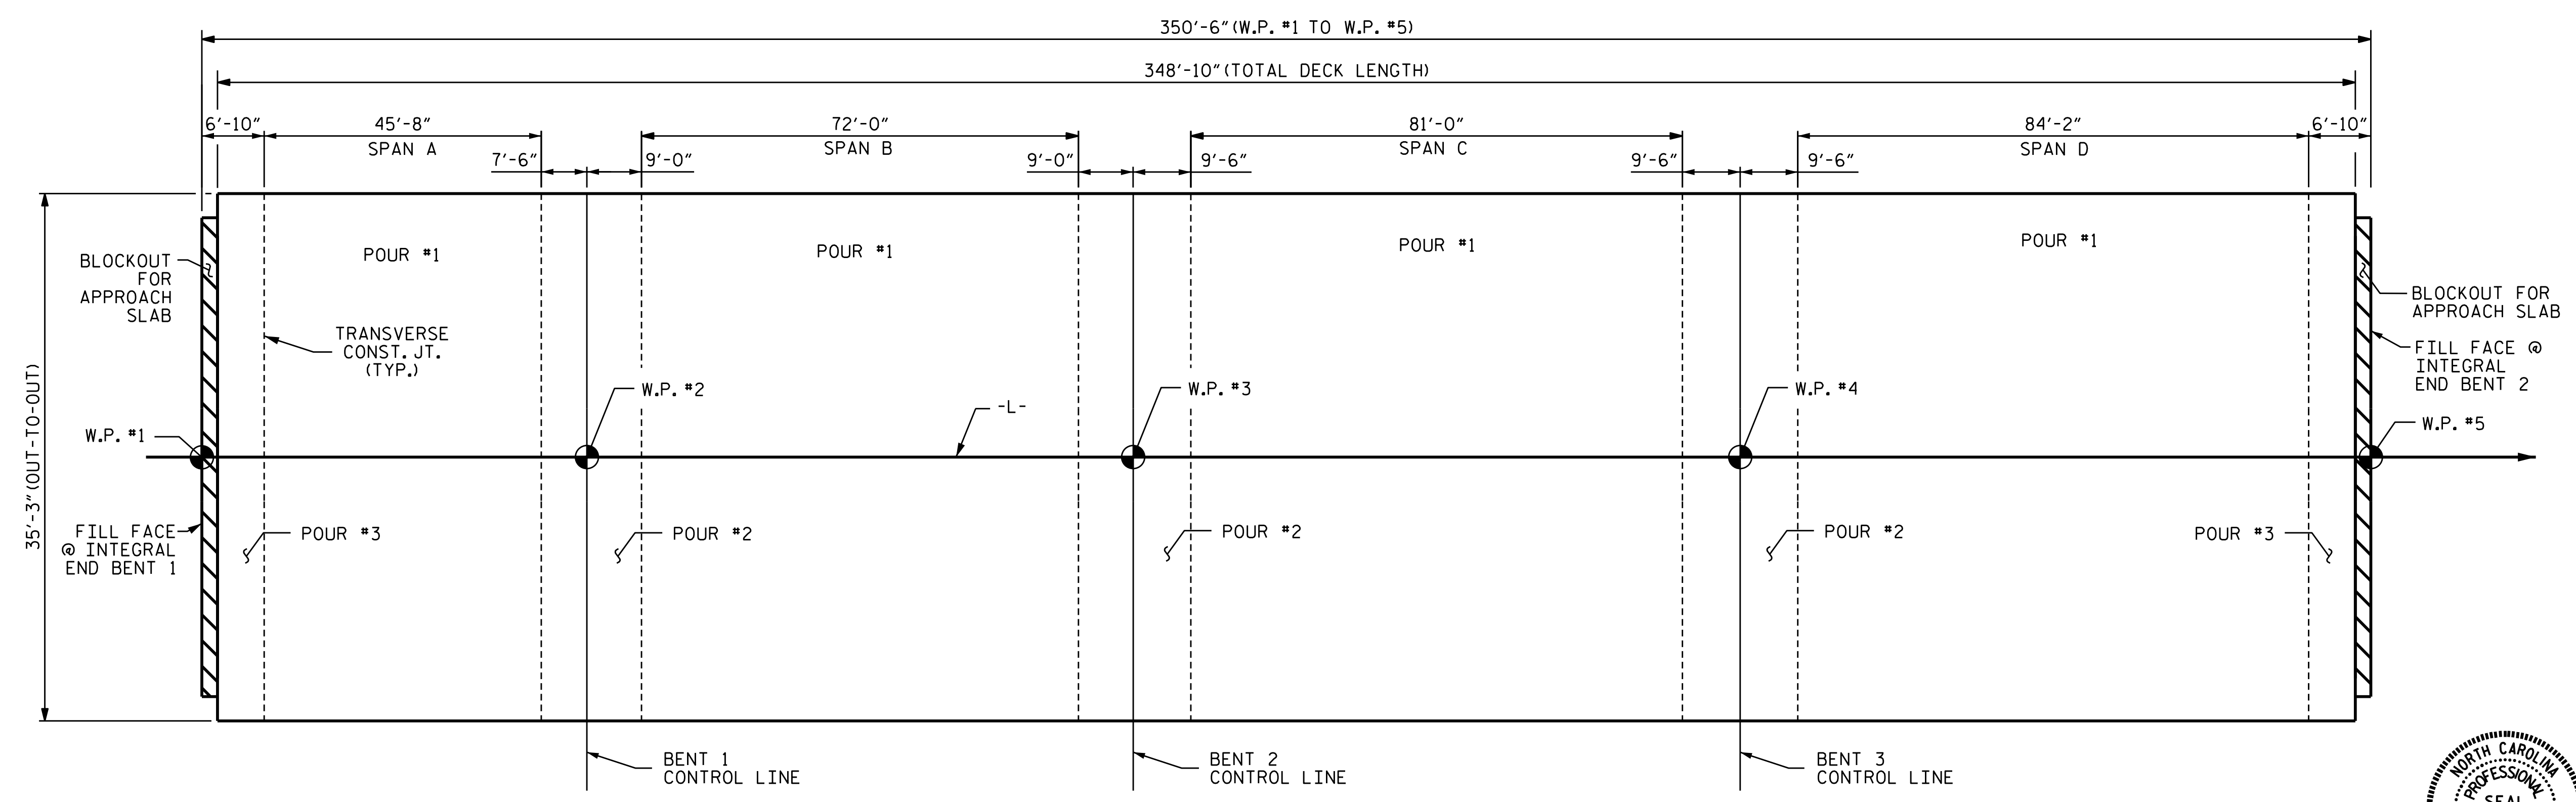 350'-6" (W.P. #1 TO W.P. #5)
348'-10" (TOTAL DECK LENGTH)
6'-10"
45'-8"
72'-0"
81'-0"
84'-2"
6'-10"
SPAN A
SPAN B
SPAN C
SPAN D
7'-6"
9'-0"
9'-0"
9'-6"
9'-6"
9'-6"
POUR #1
POUR #1
POUR #1
POUR #1
BLOCKOUT
FOR
APPROACH
SLAB
BLOCKOUT FOR
APPROACH SLAB
TRANSVERSE
CONST. JT.
(TYP.)
FILL FACE @
INTEGRAL
END BENT 2
35'-3" (OUT-TO-OUT)
W.P. #1
W.P. #2
-L-
W.P. #3
W.P. #4
W.P. #5
FILL FACE
@ INTEGRAL
END BENT 1
POUR #3
POUR #2
POUR #2
POUR #2
POUR #3
BENT 1
CONTROL LINE
BENT 2
CONTROL LINE
BENT 3
CONTROL LINE
NORTH CAROLINA
PROFESSIONAL
SEAL